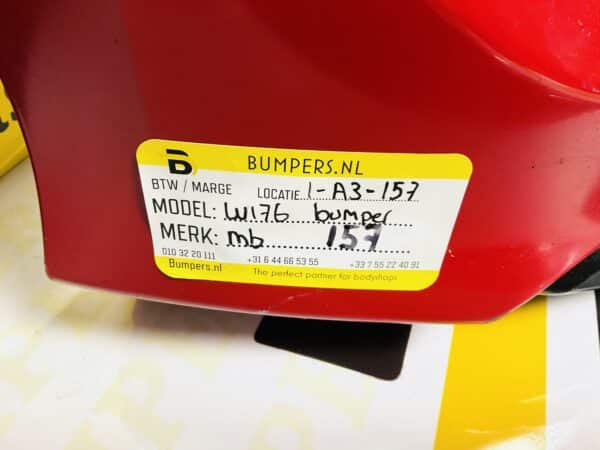 B BUMPERS.NL
BTW / MARGE LOCATIE 1-A3-157
MODEL: W176 bumper
MERK: mb 157
010 32 20 111 +31 6 44 66 53 55 +33 7 55 22 40 91
Bumpers.nl The perfect partner for bodyshops